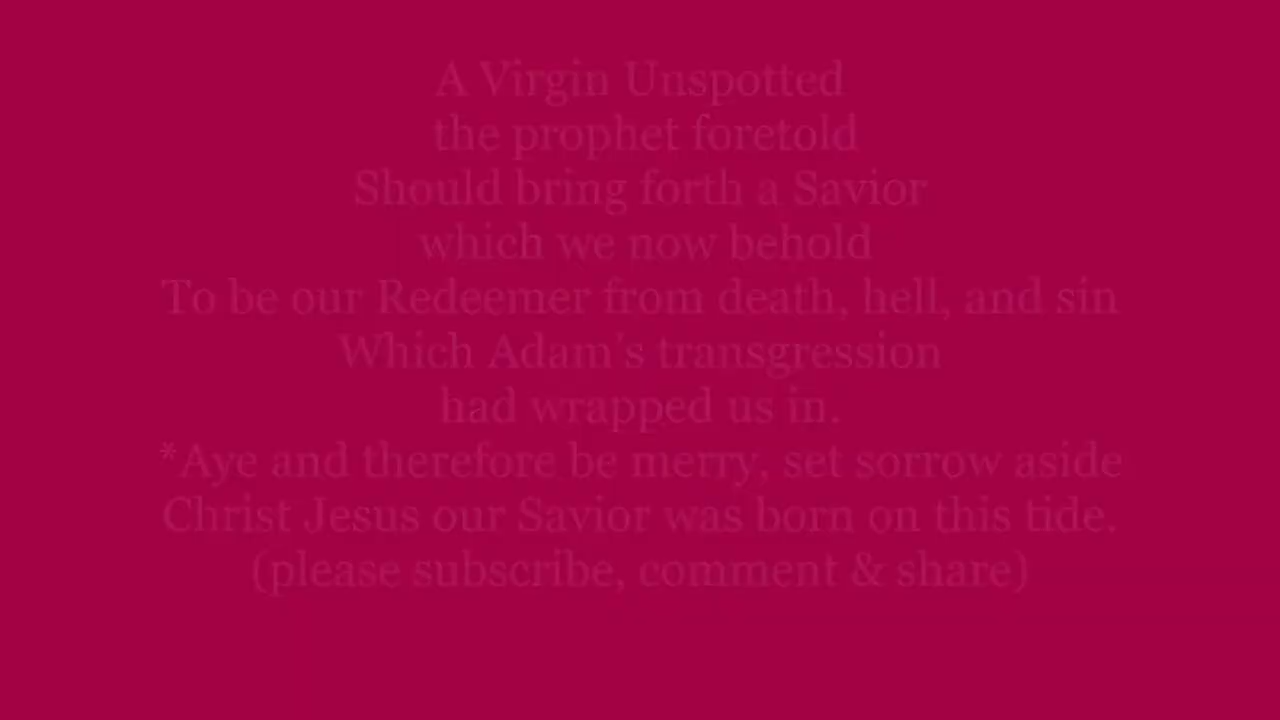 A Virgin Unspotted
the prophet foretold
Should bring forth a Savior
which we now behold
To be our Redeemer from death, hell, and sin
Which Adam's transgression
had wrapped us in.
*Aye and therefore be merry, set sorrow aside
Christ Jesus our Savior was born on this tide.
(please subscribe, comment & share)